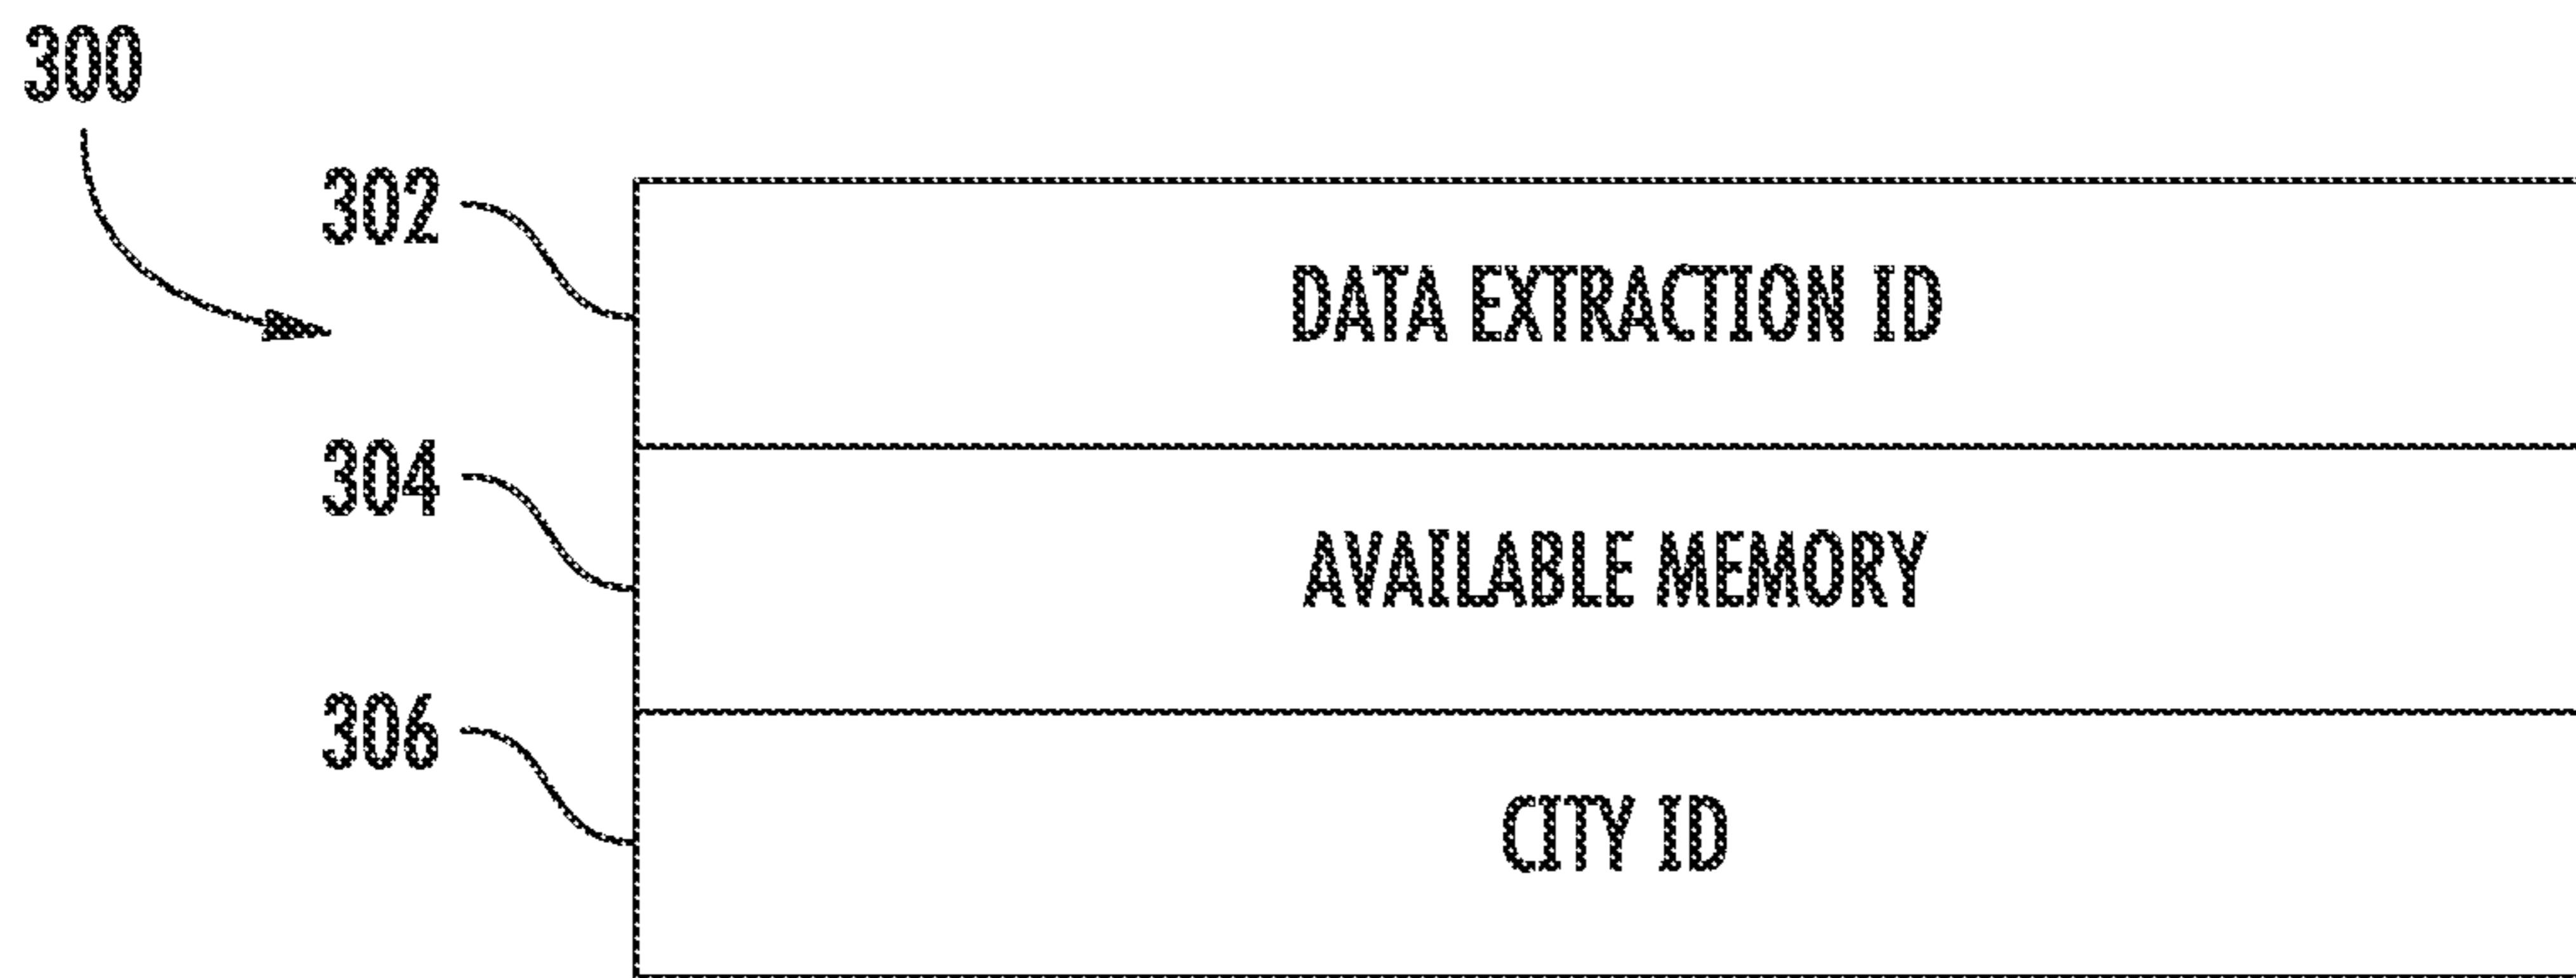 300
302
DATA EXTRACTION ID
304
AVAILABLE MEMORY
306
CITY ID